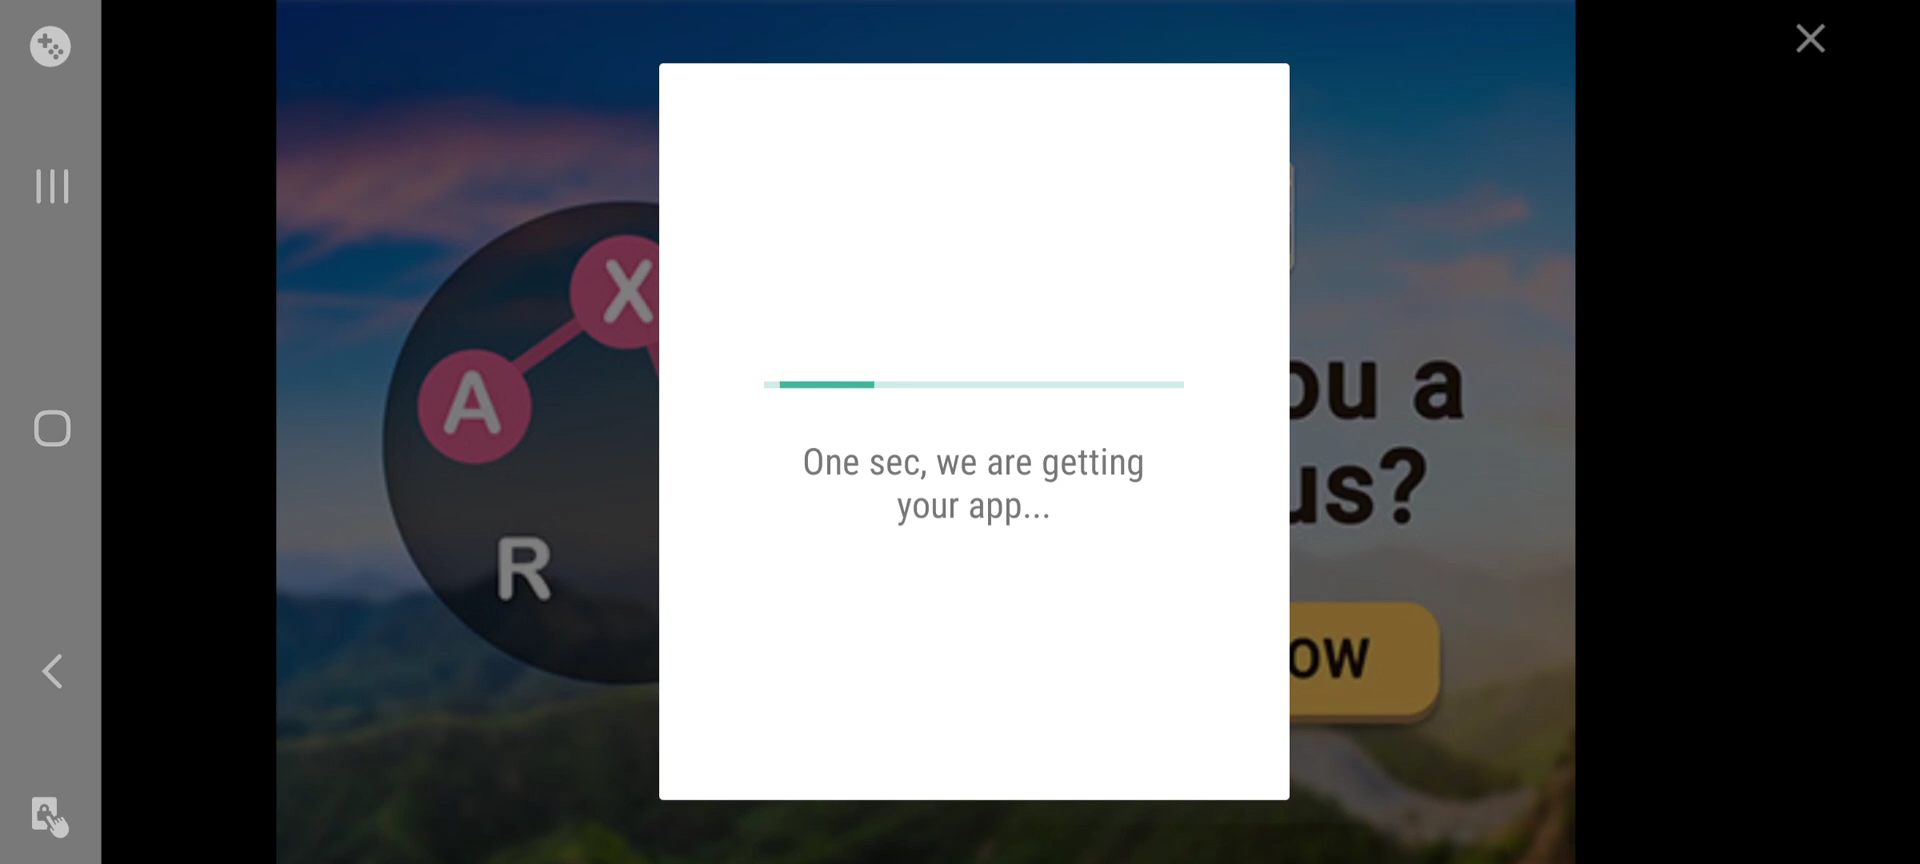 X
A
R
One sec, we are getting
your app...
ou a
us?
OW